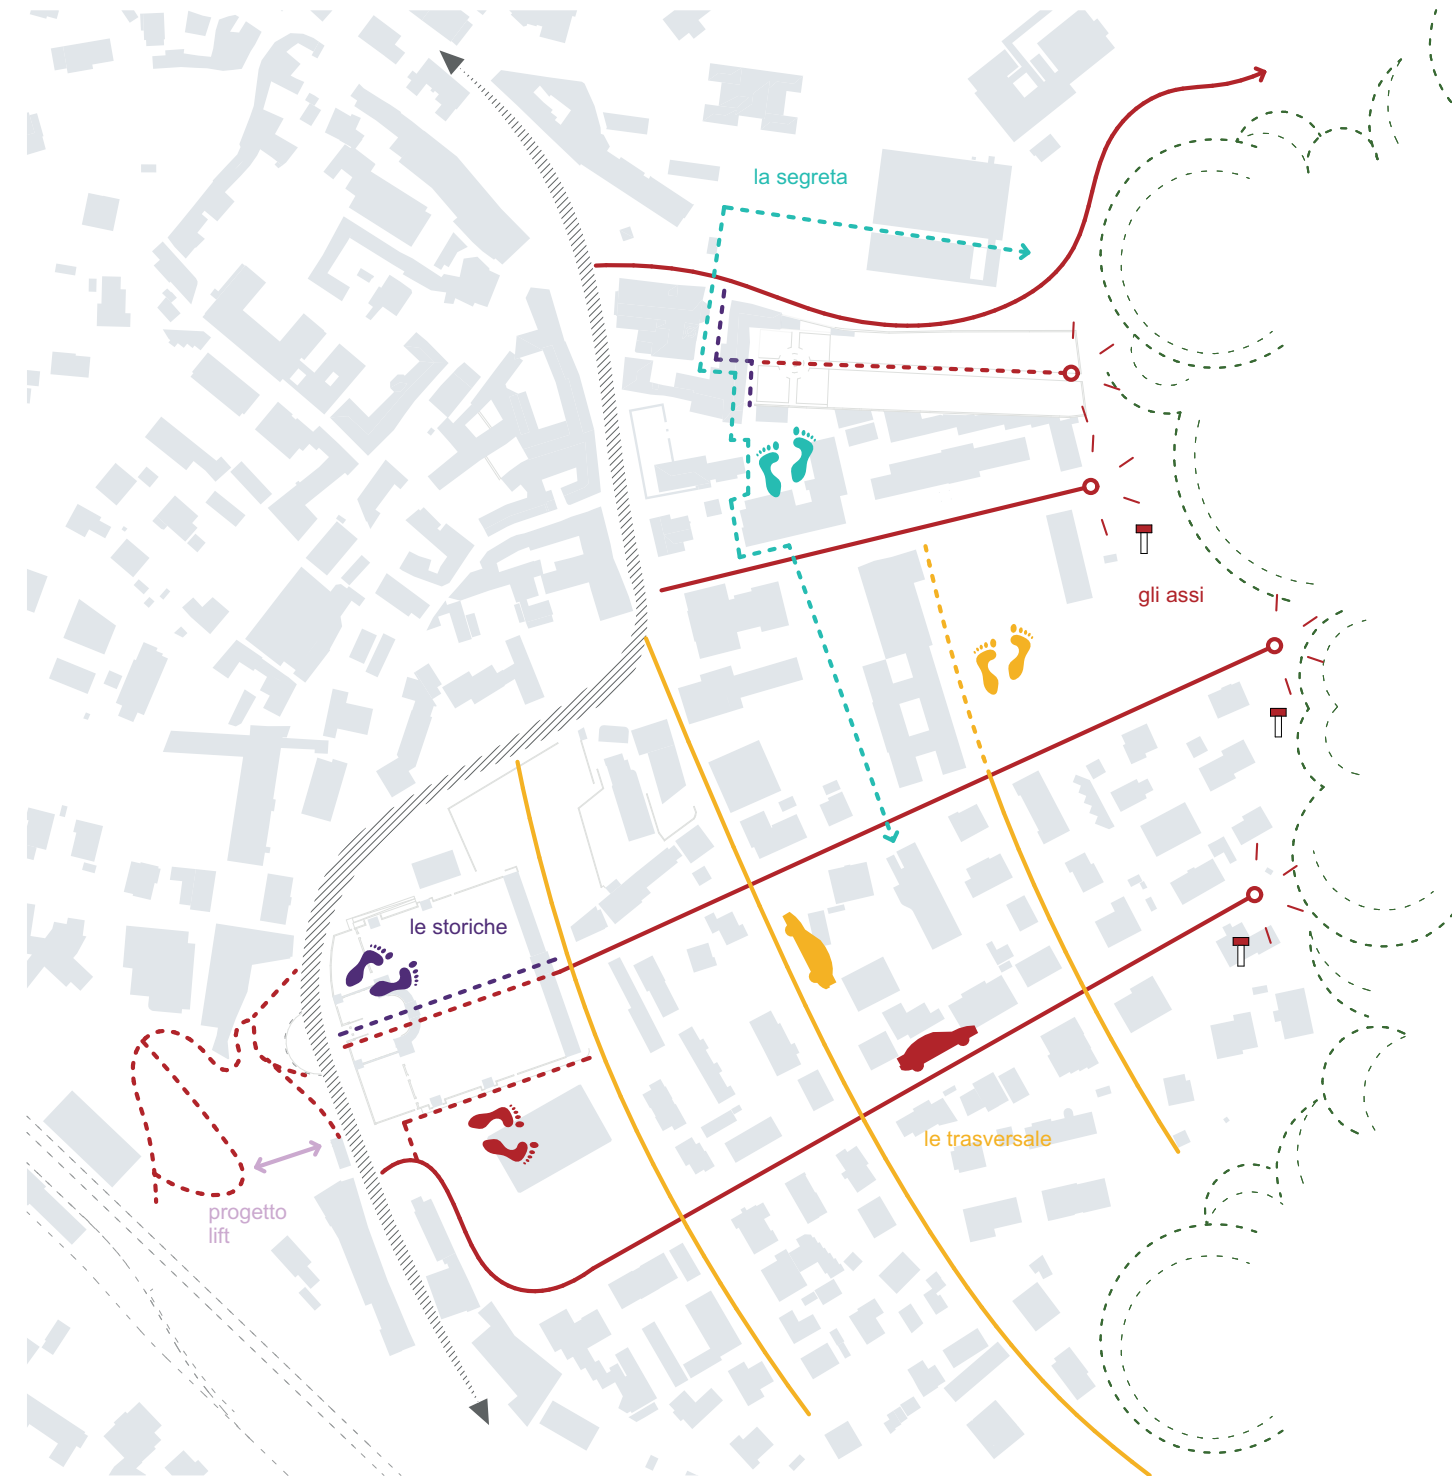 la segreta
gli assi
le storiche
le trasversale
progetto
lift